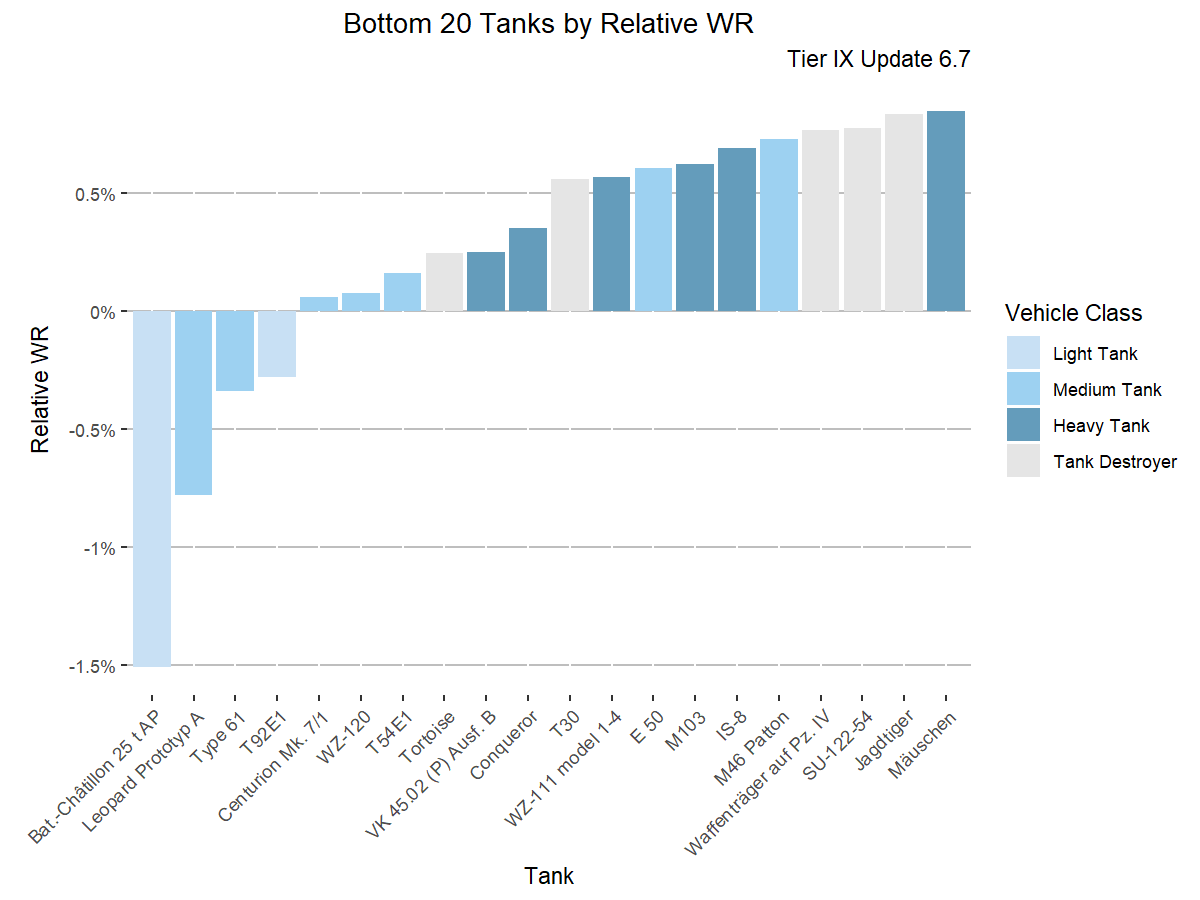 Bottom 20 Tanks by Relative WR
Tier IX Update 6.7
Relative WR
0.5%
0%
-0.5%
-1%
-1.5%
Bat.-Châtillon 25 t AP
Leopard Prototyp A
Type 61
T92E1
Centurion Mk. 7/1
WZ-120
T54E1
Tortoise
VK 45.02 (P) Ausf. B
Conqueror
T30
WZ-111 model 1-4
E 50
M103
IS-8
M46 Patton
Waffenträger auf Pz. IV
SU-122-54
Jagdtiger
Mäuschen
Tank
Vehicle Class
Light Tank
Medium Tank
Heavy Tank
Tank Destroyer